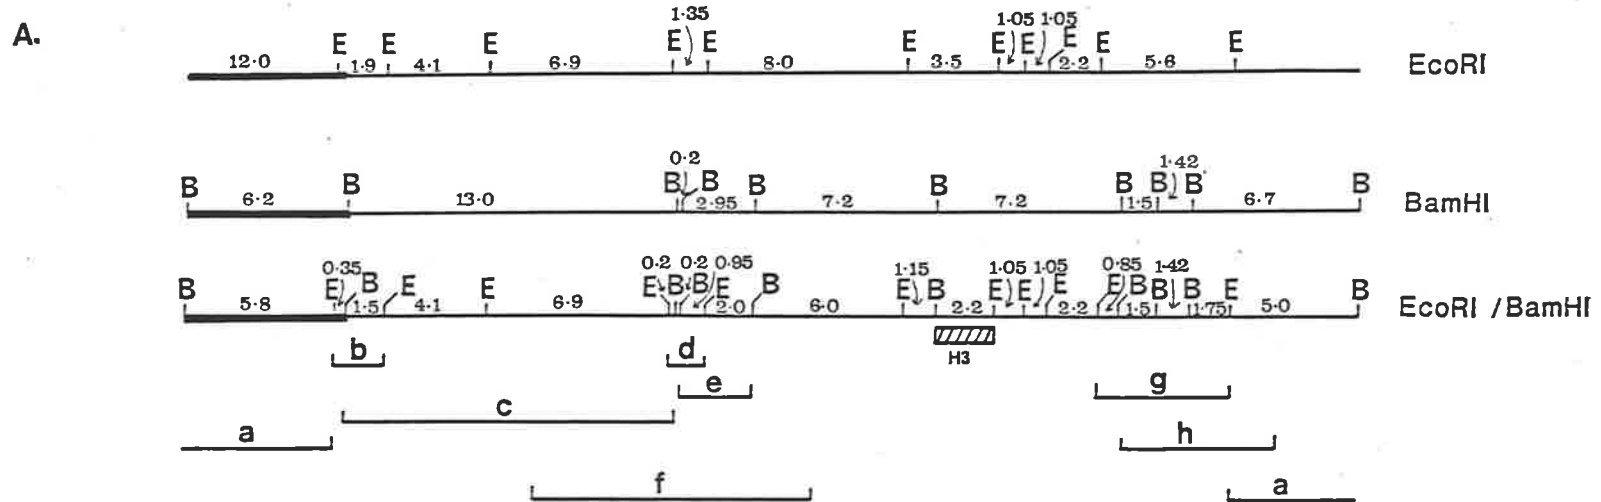 A.
1·35
1·05 1·05
E E E E E E E E E E E
12·0 1·9 4·1 6·9 8·0 3·5 2·2 5·6
EcoRI
0·2 1·42
B B B B B B B B B B
6·2 13·0 2·95 7·2 7·2 1·5 6·7
BamHI
0·35 0·2 0·2 0·95 1·15 1·05 1·05 0·85 1·42
B E B E E E B B E B E B E E E E B B B E B
5·8 1·5 4·1 6·9 2·0 6·0 2·2 2·2 1·5 1·75 5·0
EcoRI / BamHI
H3
b d
e g
c
a h
f a